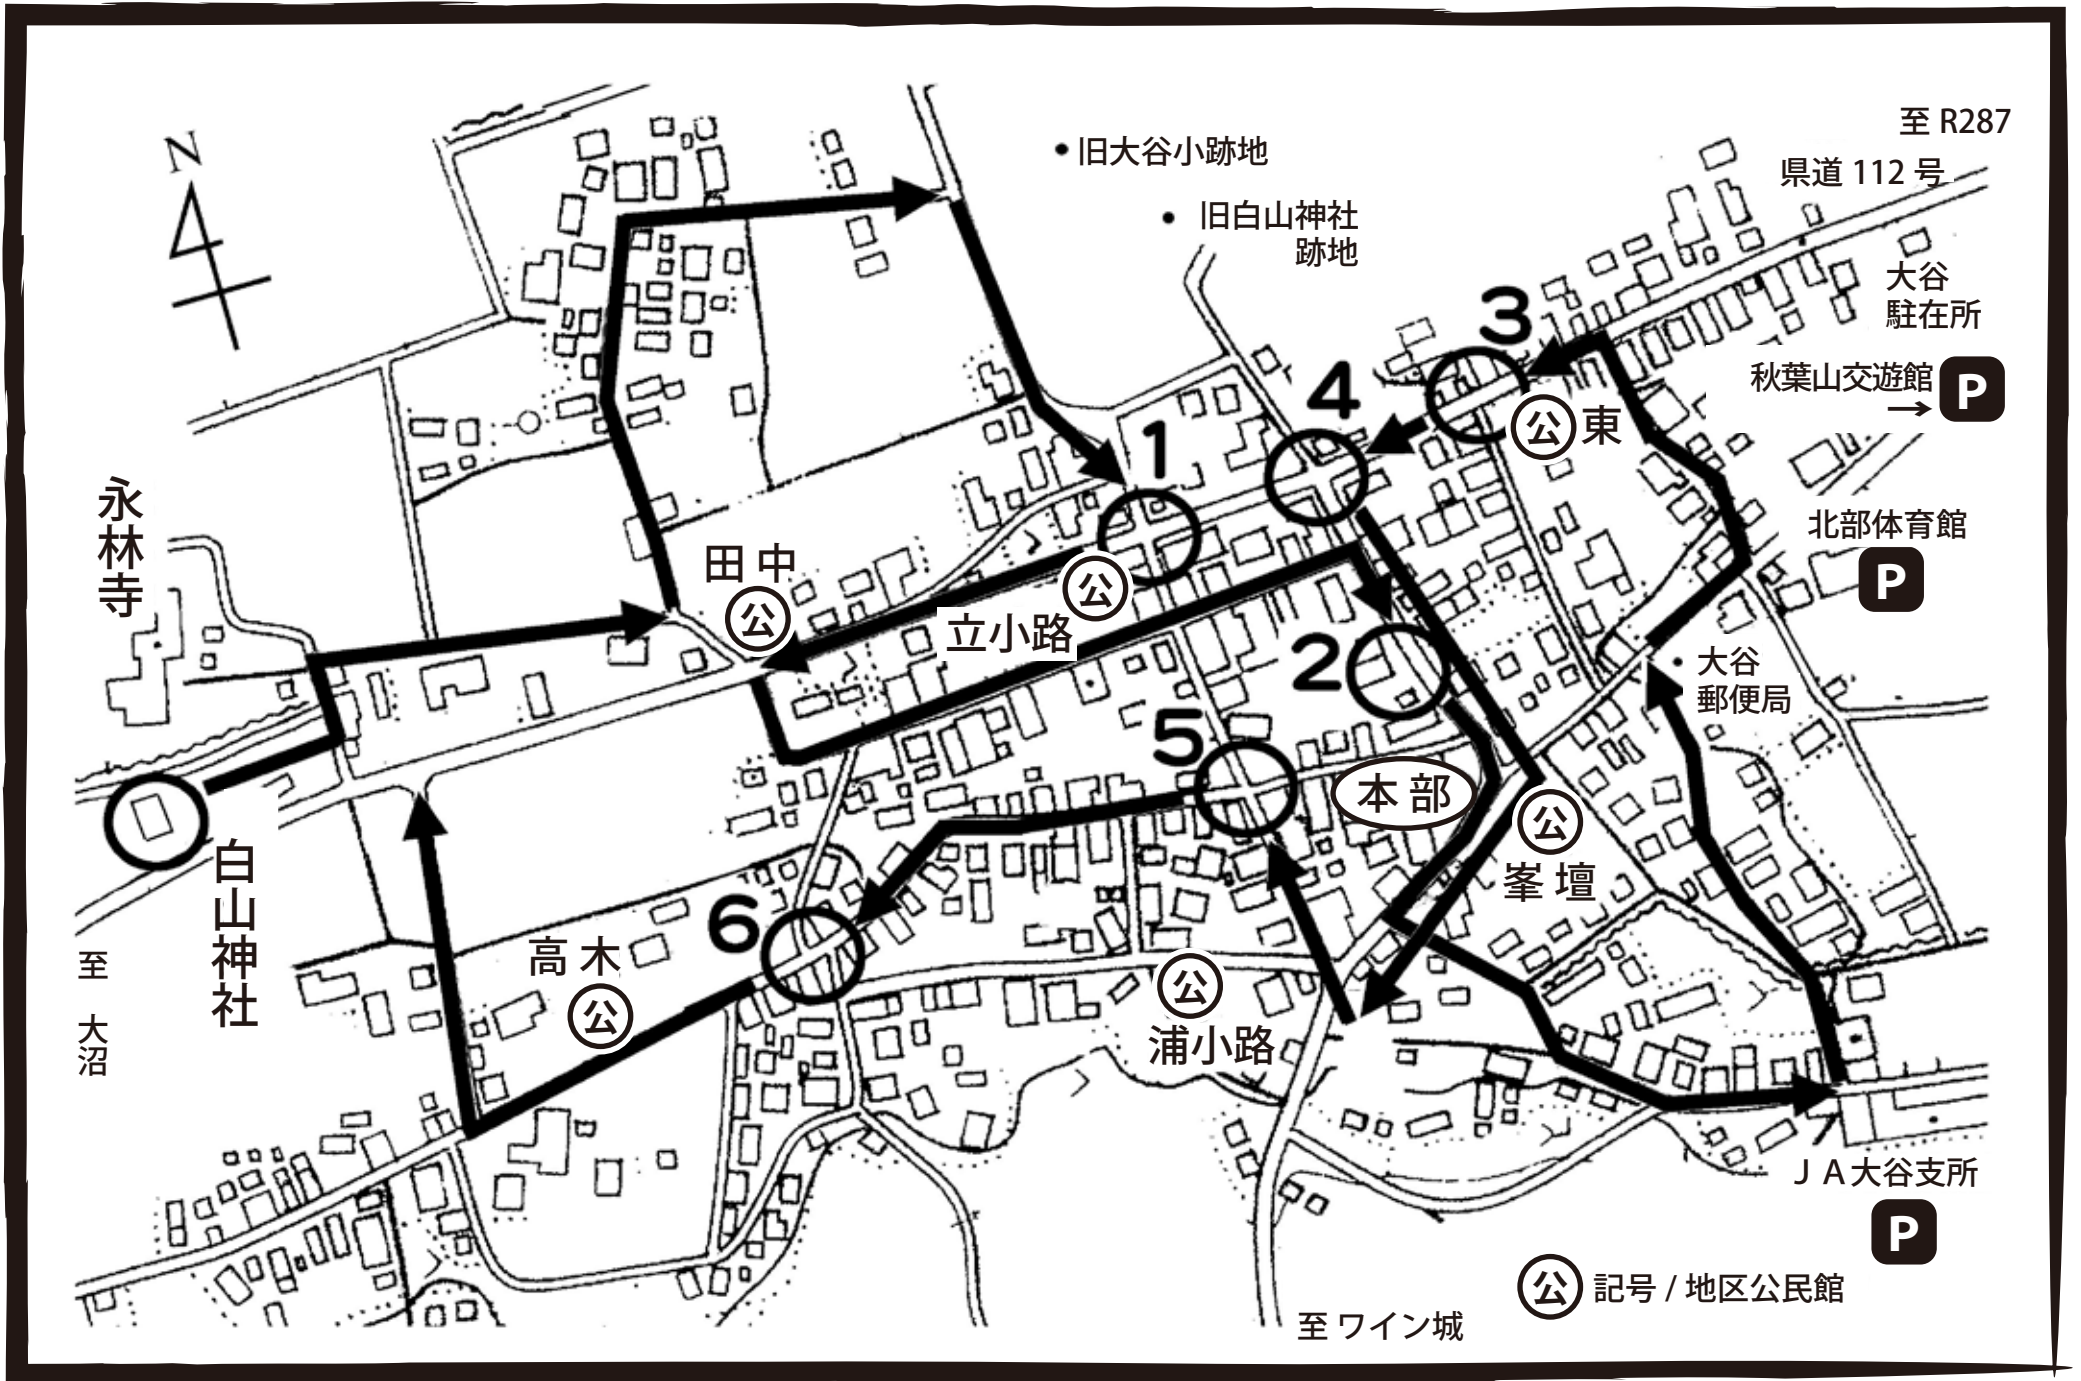 N
旧大谷小跡地
旧白山神社
跡地
至 R287
県道 112 号
大谷
駐在所
秋葉山交遊館
→
P
3
公 東
4
1
北部体育館
P
永林寺
田中
公
公
立小路
2
大谷
郵便局
5
本部
公
峯壇
白山神社
6
高木
公
公
浦小路
至 大沼
JA大谷支所
P
公 記号 / 地区公民館
至 ワイン城